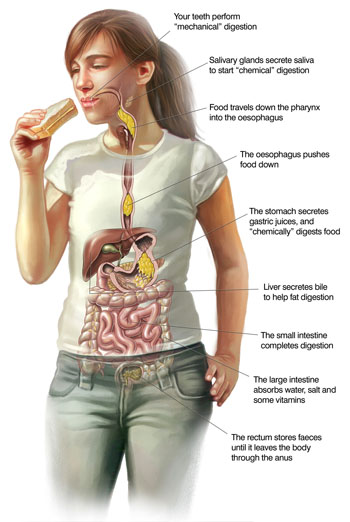 Your teeth perform
“mechanical” digestion
Salivary glands secrete saliva
to start “chemical” digestion
Food travels down the pharynx
into the oesophagus
The oesophagus pushes
food down
The stomach secretes
gastric juices, and
“chemically” digests food
Liver secretes bile
to help fat digestion
The small intestine
completes digestion
The large intestine
absorbs water, salt and
some vitamins
The rectum stores faeces
until it leaves the body
through the anus